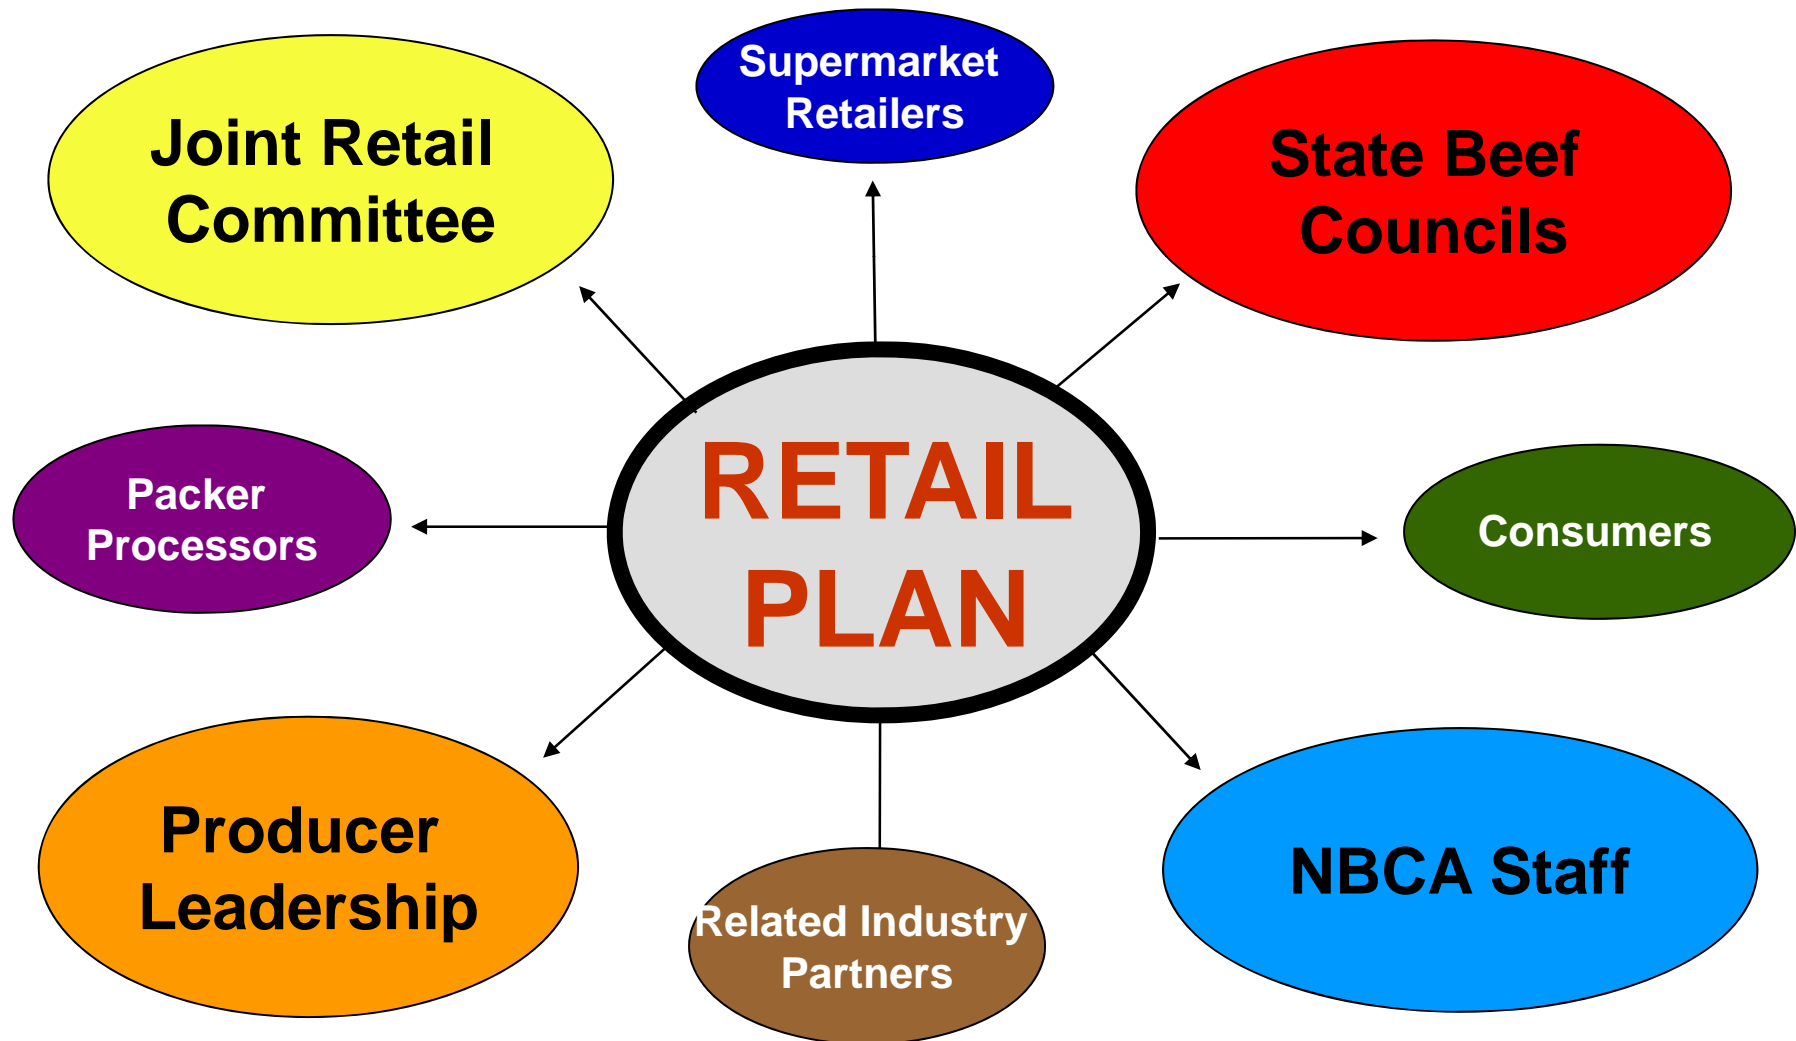 Supermarket
Retailers
Joint Retail
Committee
State Beef
Councils
RETAIL
PLAN
Packer
Processors
Consumers
Producer
Leadership
NBCA Staff
Related Industry
Partners